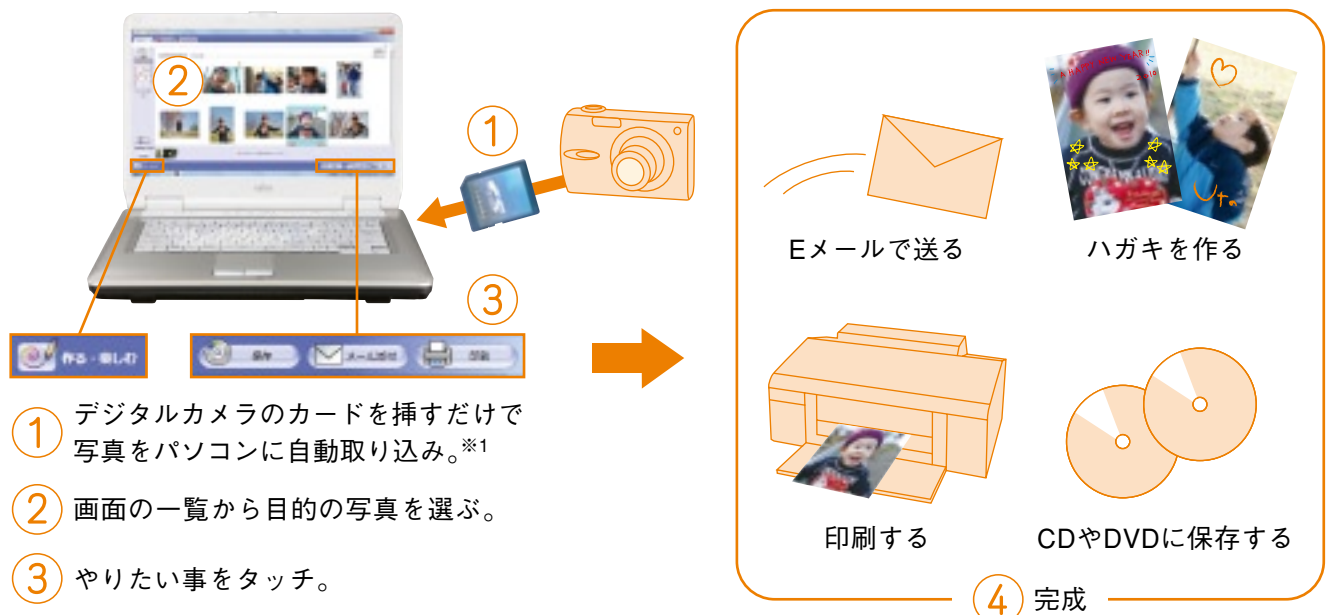 ②
①
Eメールで送る
ハガキを作る
③
作る・楽しむ
保存
メール送付
印刷
① デジタルカメラのカードを挿すだけで
写真をパソコンに自動取り込み。※1
② 画面の一覧から目的の写真を選ぶ。
③ やりたい事をタッチ。
印刷する
CDやDVDに保存する
④ 完成